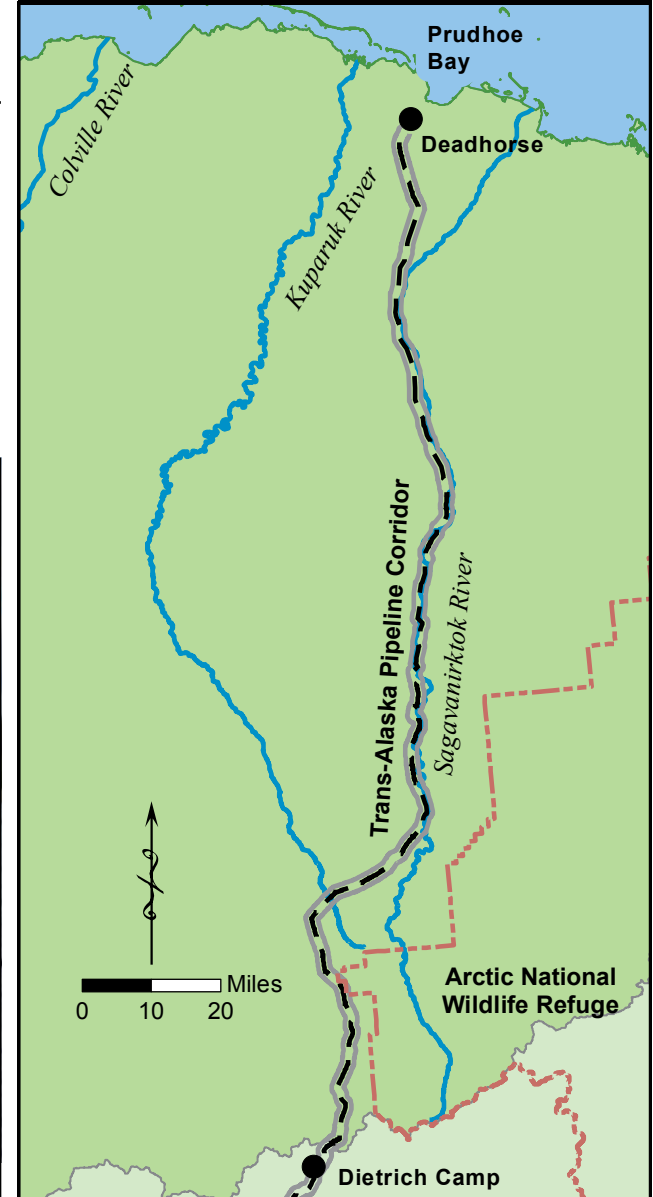 Prudhoe
Bay
Deadhorse
Colville River
Kuparuk River
Trans-Alaska Pipeline Corridor
Sagavanirktok River
Miles
0 10 20
Arctic National
Wildlife Refuge
Dietrich Camp